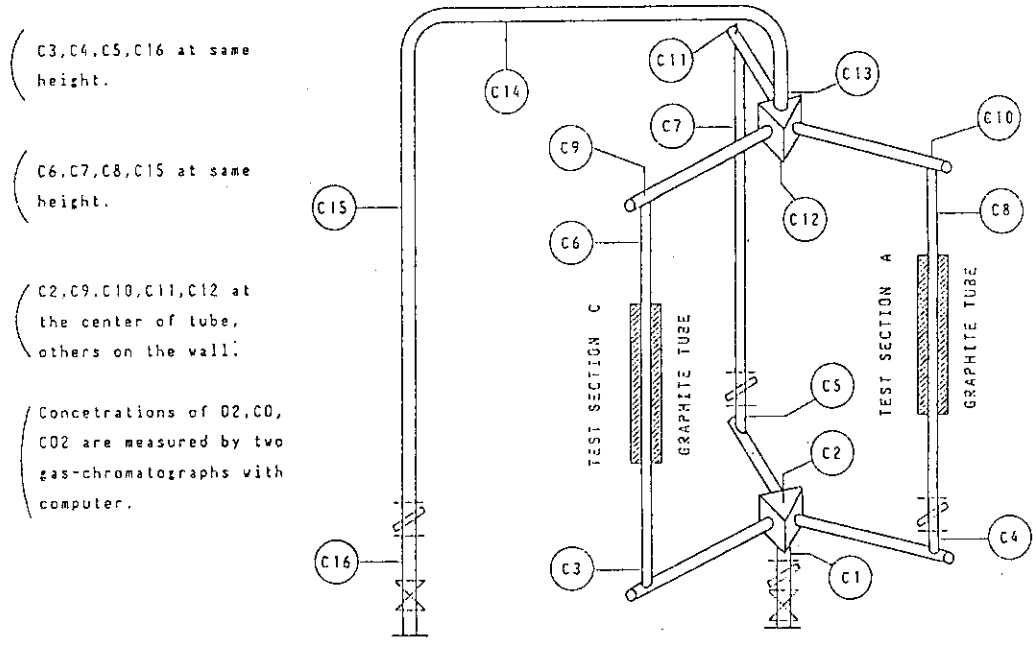 C3,C4,C5,C16 at same
height.
C6,C7,C8,C15 at same
height.
C2,C9,C10,C11,C12 at
the center of tube,
others on the wall.
Concetrations of O2,CO,
CO2 are measured by two
gas-chromatographs with
computer.
C11
C13
C14
C7
C10
C9
C15
C12
C8
C6
TEST SECTION C
GRAPHITE TUBE
TEST SECTION A
GRAPHITE TUBE
C5
C2
C4
C16
C3
C1